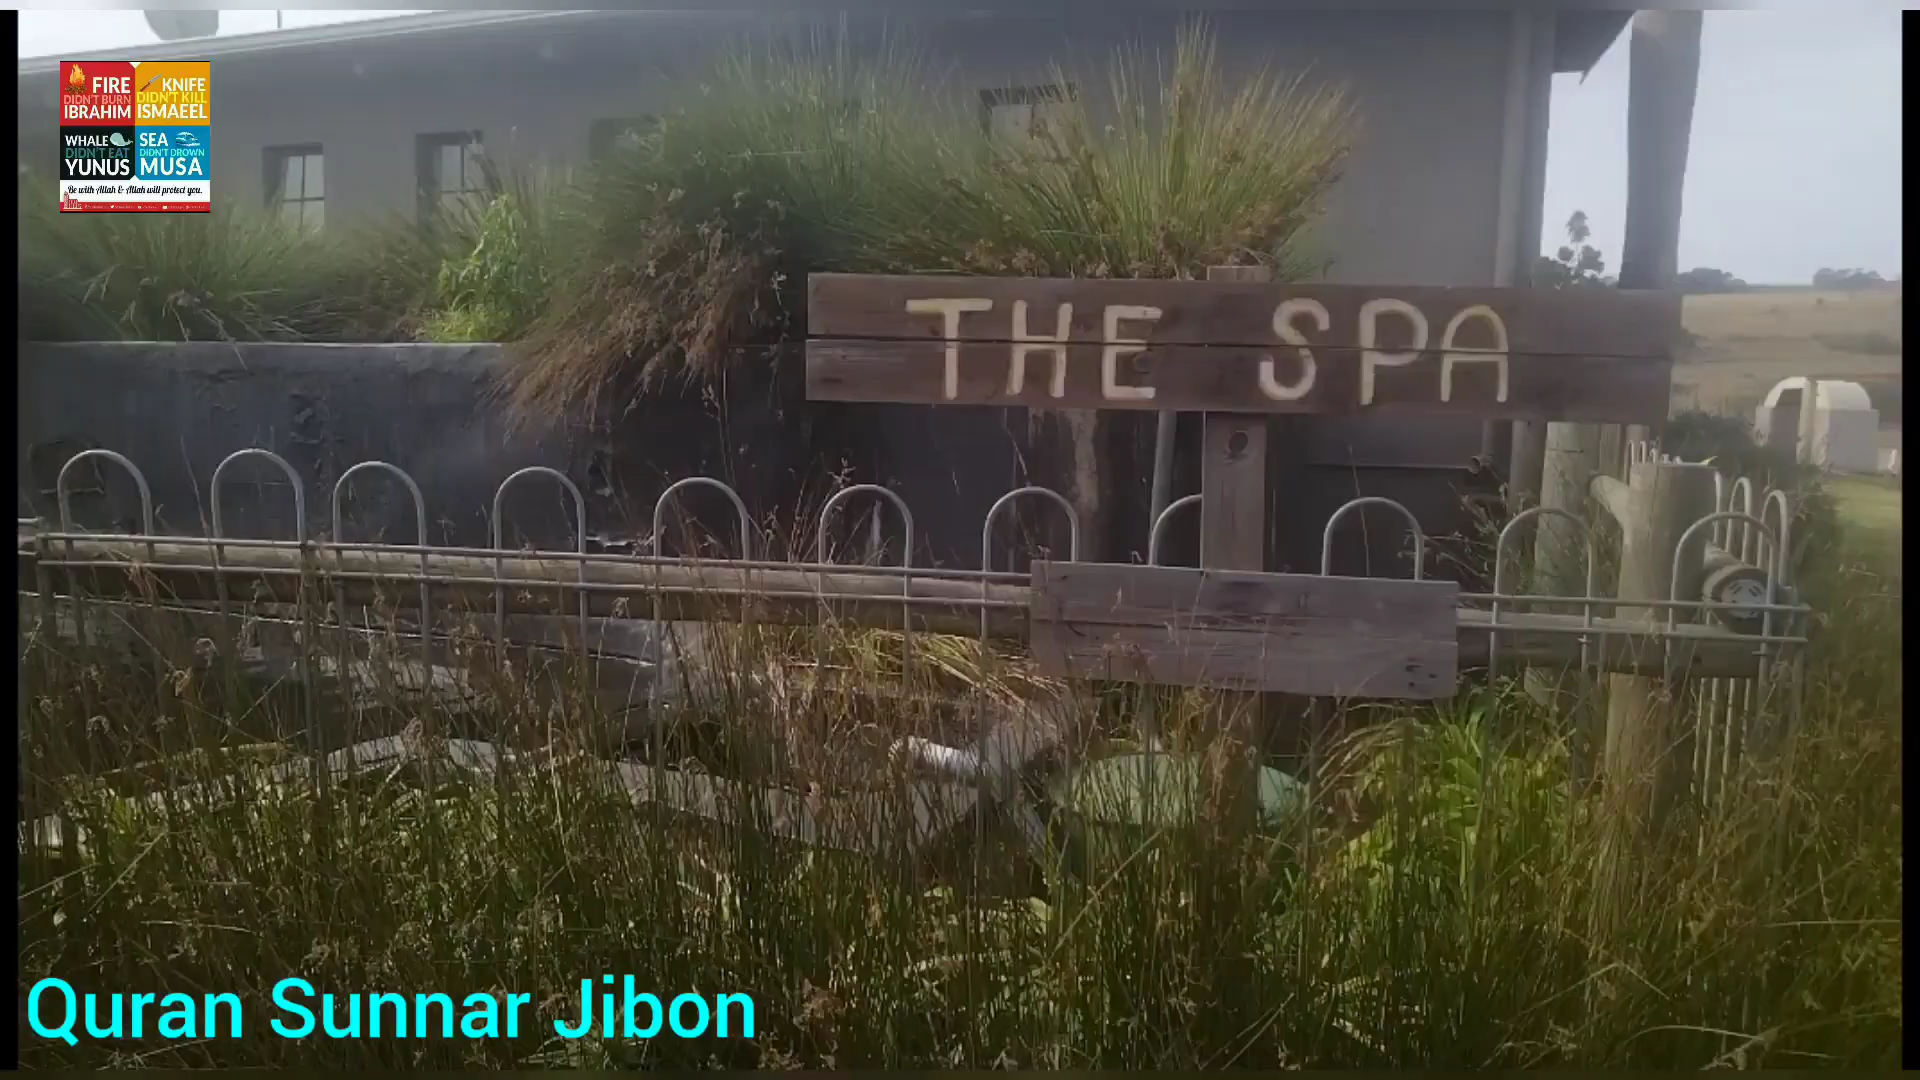 FIRE
DIDN'T BURN
IBRAHIM
KNIFE
DIDN'T KILL
ISMAEEL
WHALE
DIDN'T EAT
YUNUS
SEA
DIDN'T DROWN
MUSA
Be with Allah & Allah will protect you.
THE SPA
Quran Sunnar Jibon